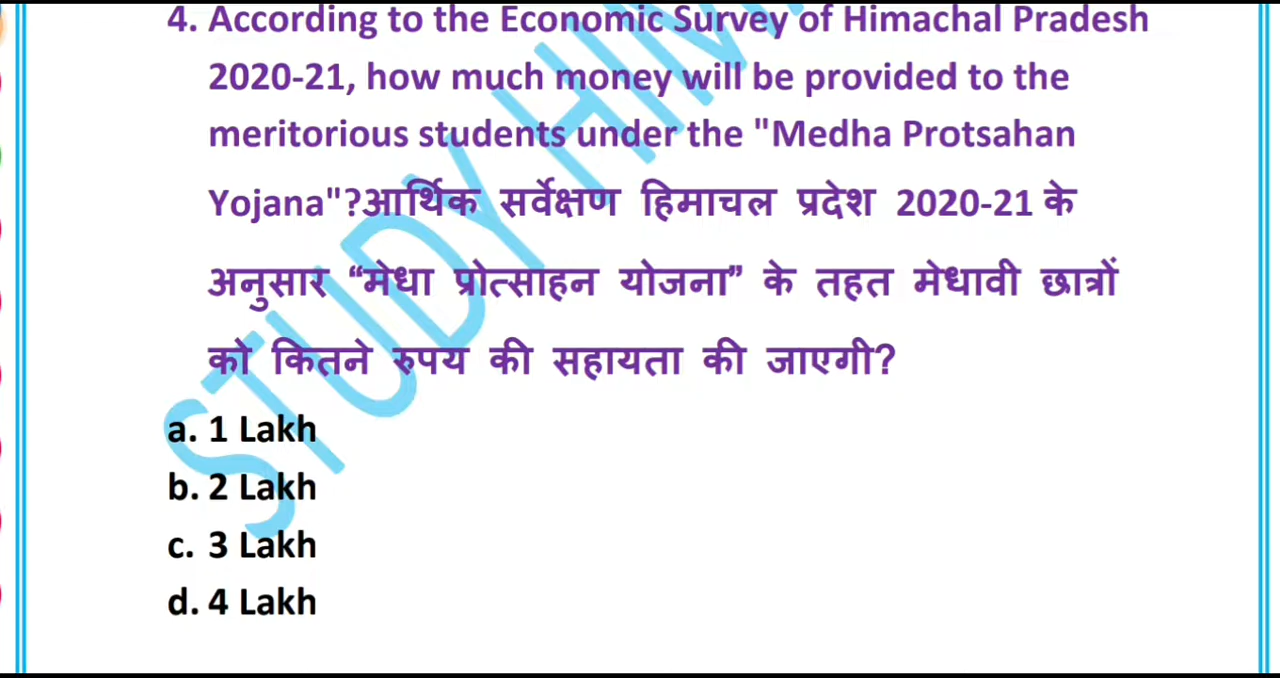 4. According to the Economic Survey of Himachal Pradesh
2020-21, how much money will be provided to the
meritorious students under the "Medha Protsahan
Yojana"?आर्थिक सर्वेक्षण हिमाचल प्रदेश 2020-21 के
अनुसार “मेधा प्रोत्साहन योजना” के तहत मेधावी छात्रों
को कितने रुपय की सहायता की जाएगी?
a. 1 Lakh
b. 2 Lakh
c. 3 Lakh
d. 4 Lakh
STUDY HIM